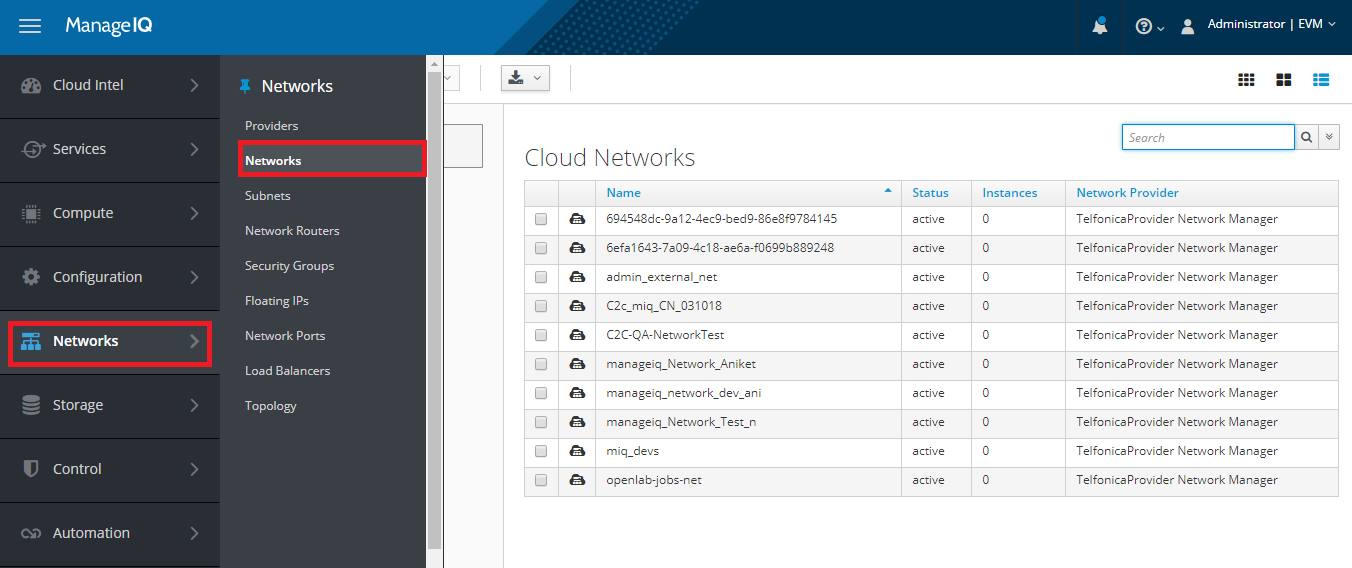 ManageIQ
Administrator | EVM
Cloud Intel
Services
Compute
Configuration
Networks
Storage
Control
Automation
Networks
Providers
Networks
Subnets
Network Routers
Security Groups
Floating IPs
Network Ports
Load Balancers
Topology
Search
Cloud Networks
Name Status Instances Network Provider
694548dc-9a12-4ec9-bed9-86e8f9784145 active 0 TelfonicaProvider Network Manager
6efa1643-7a09-4c18-ae6a-f0699b889248 active 0 TelfonicaProvider Network Manager
admin_external_net active 0 TelfonicaProvider Network Manager
C2c_miq_CN_031018 active 0 TelfonicaProvider Network Manager
C2C-QA-NetworkTest active 0 TelfonicaProvider Network Manager
manageiq_Network_Aniket active 0 TelfonicaProvider Network Manager
manageiq_network_dev_ani active 0 TelfonicaProvider Network Manager
manageiq_Network_Test_n active 0 TelfonicaProvider Network Manager
miq_devs active 0 TelfonicaProvider Network Manager
openlab-jobs-net active 0 TelfonicaProvider Network Manager